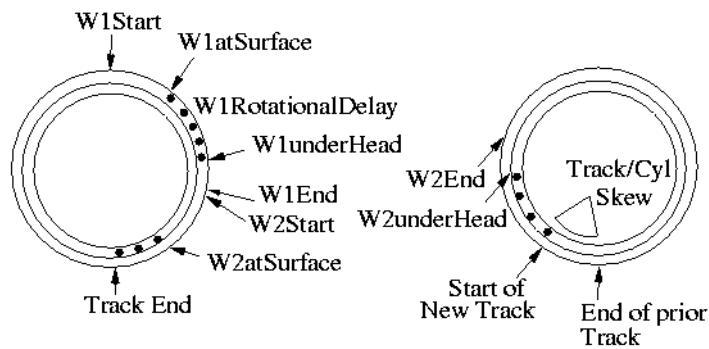 W1Start
W1atSurface
W1RotationalDelay
W1underHead
W1End
W2Start
W2atSurface
Track End
W2End
W2underHead
Track/Cyl
Skew
Start of
New Track
End of prior
Track